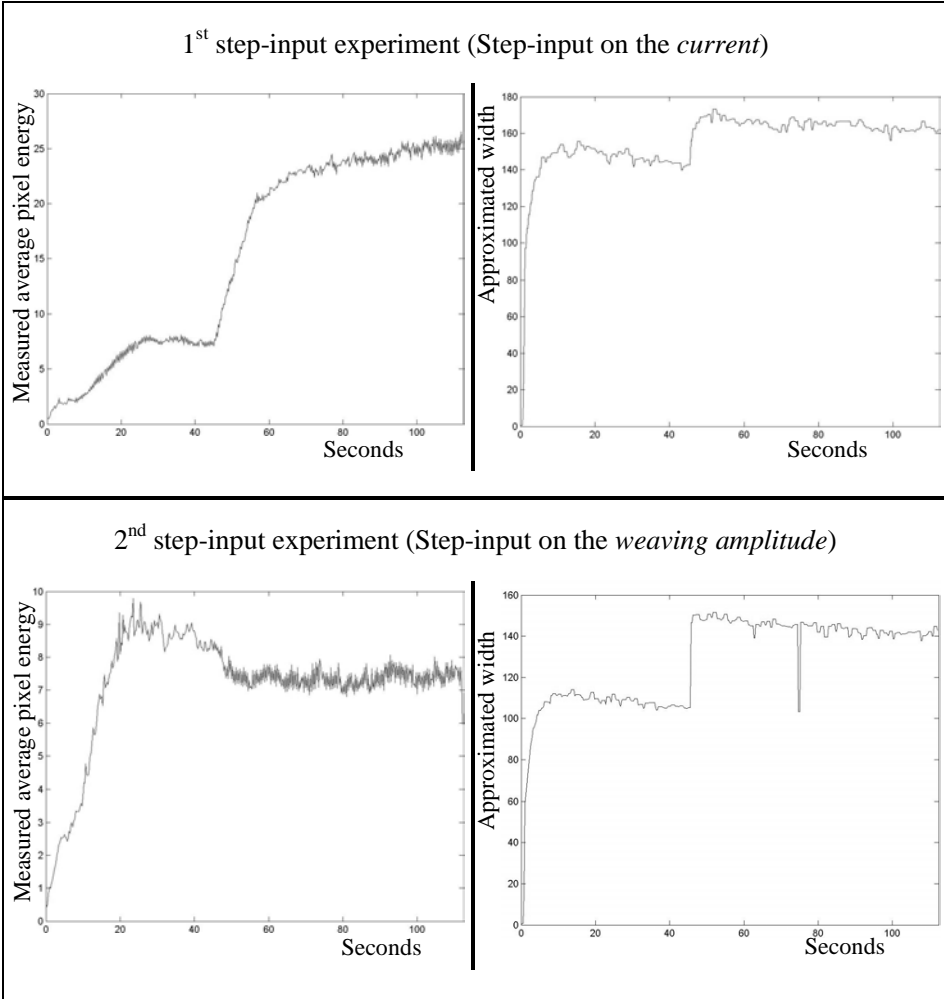 1st step-input experiment (Step-input on the current)
Measured average pixel energy
30
25
20
15
10
5
0
0 20 40 60 80 100
Seconds
Approximated width
180
160
140
120
100
80
60
40
20
0
0 20 40 60 80 100
Seconds
2nd step-input experiment (Step-input on the weaving amplitude)
Measured average pixel energy
10
9
8
7
6
5
4
3
2
1
0
0 20 40 60 80 100
Seconds
Approximated width
160
140
120
100
80
60
40
20
0
0 20 40 60 80 100
Seconds